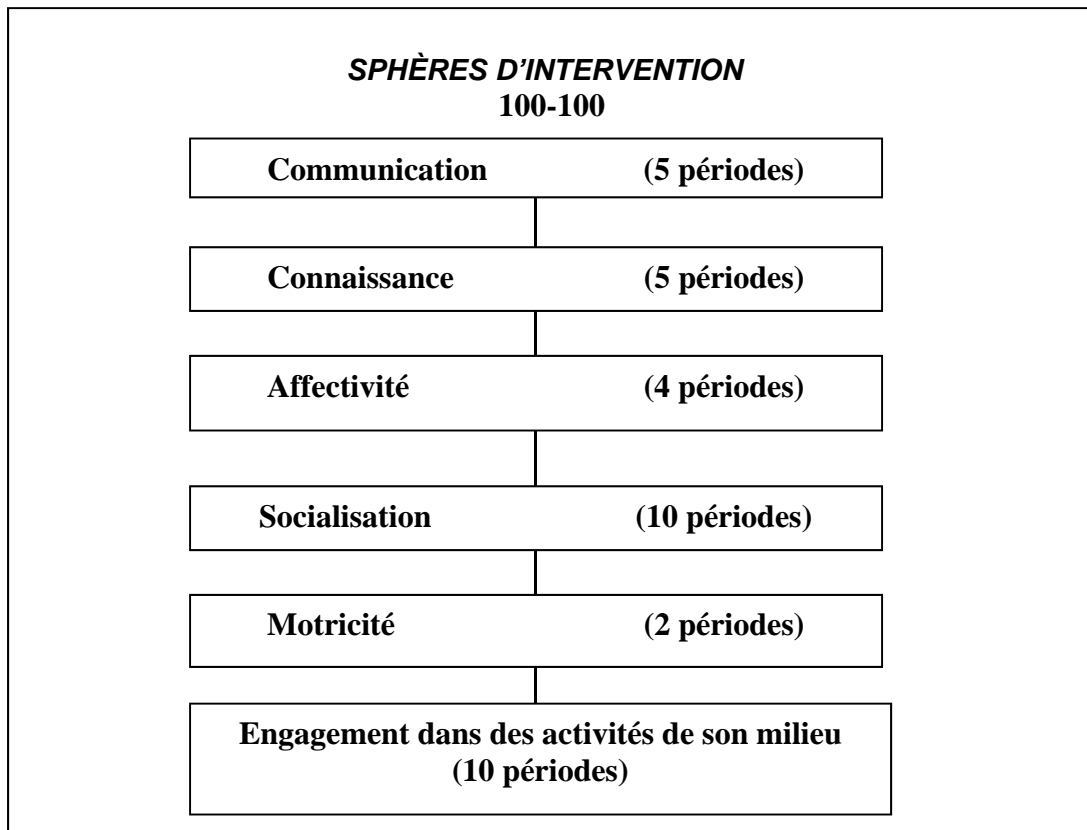 SPHÈRES D'INTERVENTION
100-100
Communication (5 périodes)
Connaissance (5 périodes)
Affectivité (4 périodes)
Socialisation (10 périodes)
Motricité (2 périodes)
Engagement dans des activités de son milieu
(10 périodes)